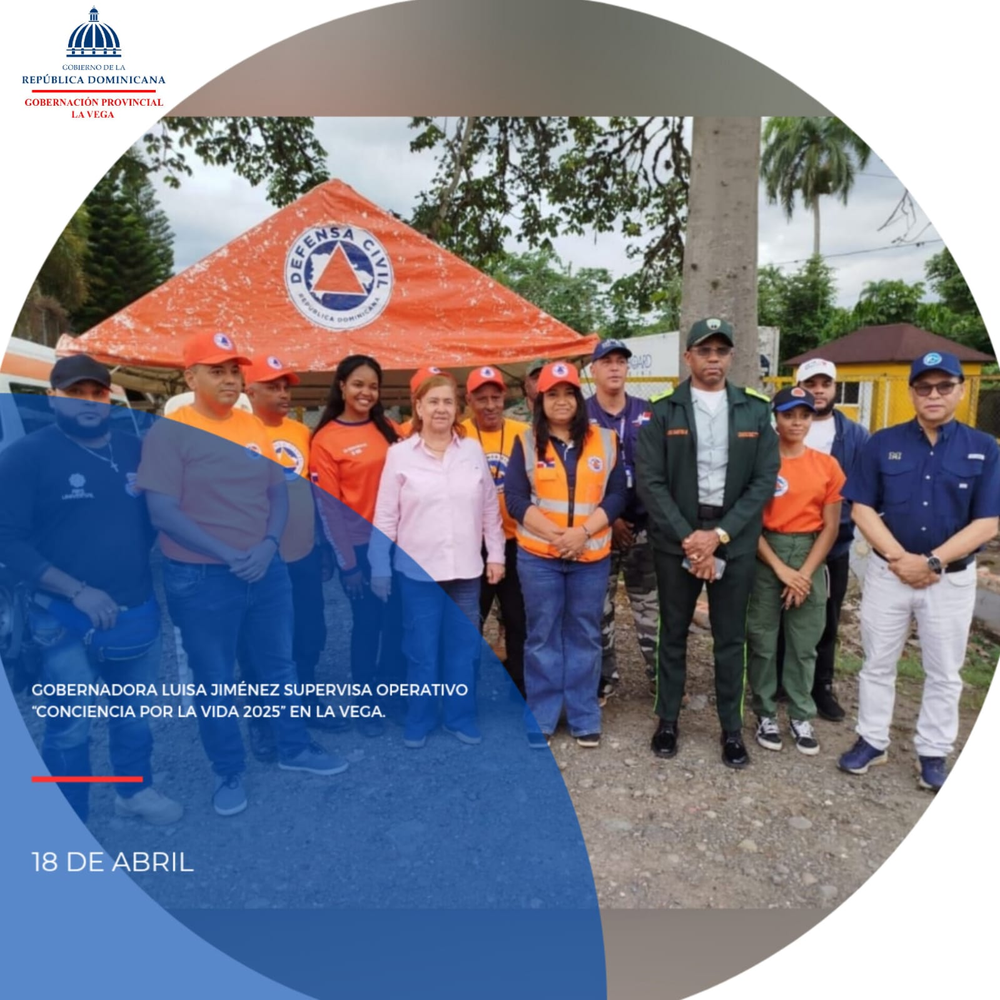 GOBIERNO DE LA
REPÚBLICA DOMINICANA
GOBERNACIÓN PROVINCIAL
LA VEGA
DEFENSA CIVIL
REPÚBLICA DOMINICANA
GOBERNADORA LUISA JIMÉNEZ SUPERVISA OPERATIVO
“CONCIENCIA POR LA VIDA 2025” EN LA VEGA.
18 DE ABRIL